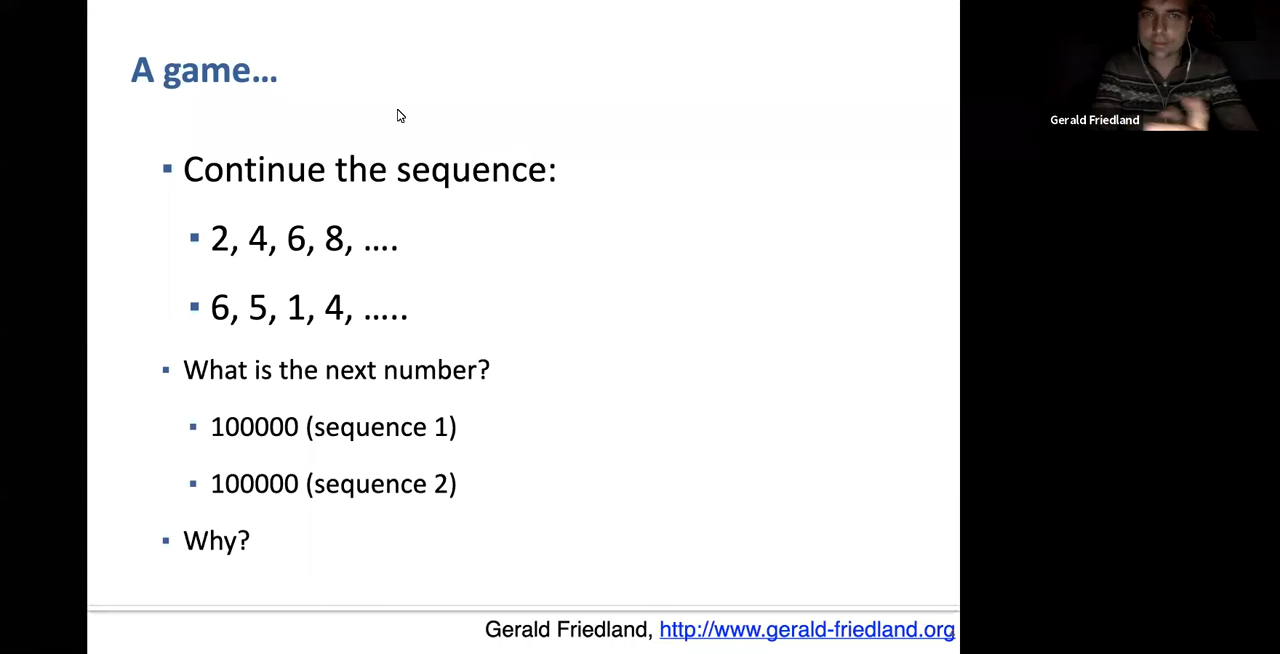 A game…
Continue the sequence:
2, 4, 6, 8, ….
6, 5, 1, 4, …..
What is the next number?
100000 (sequence 1)
100000 (sequence 2)
Why?
Gerald Friedland, http://www.gerald-friedland.org
Gerald Friedland